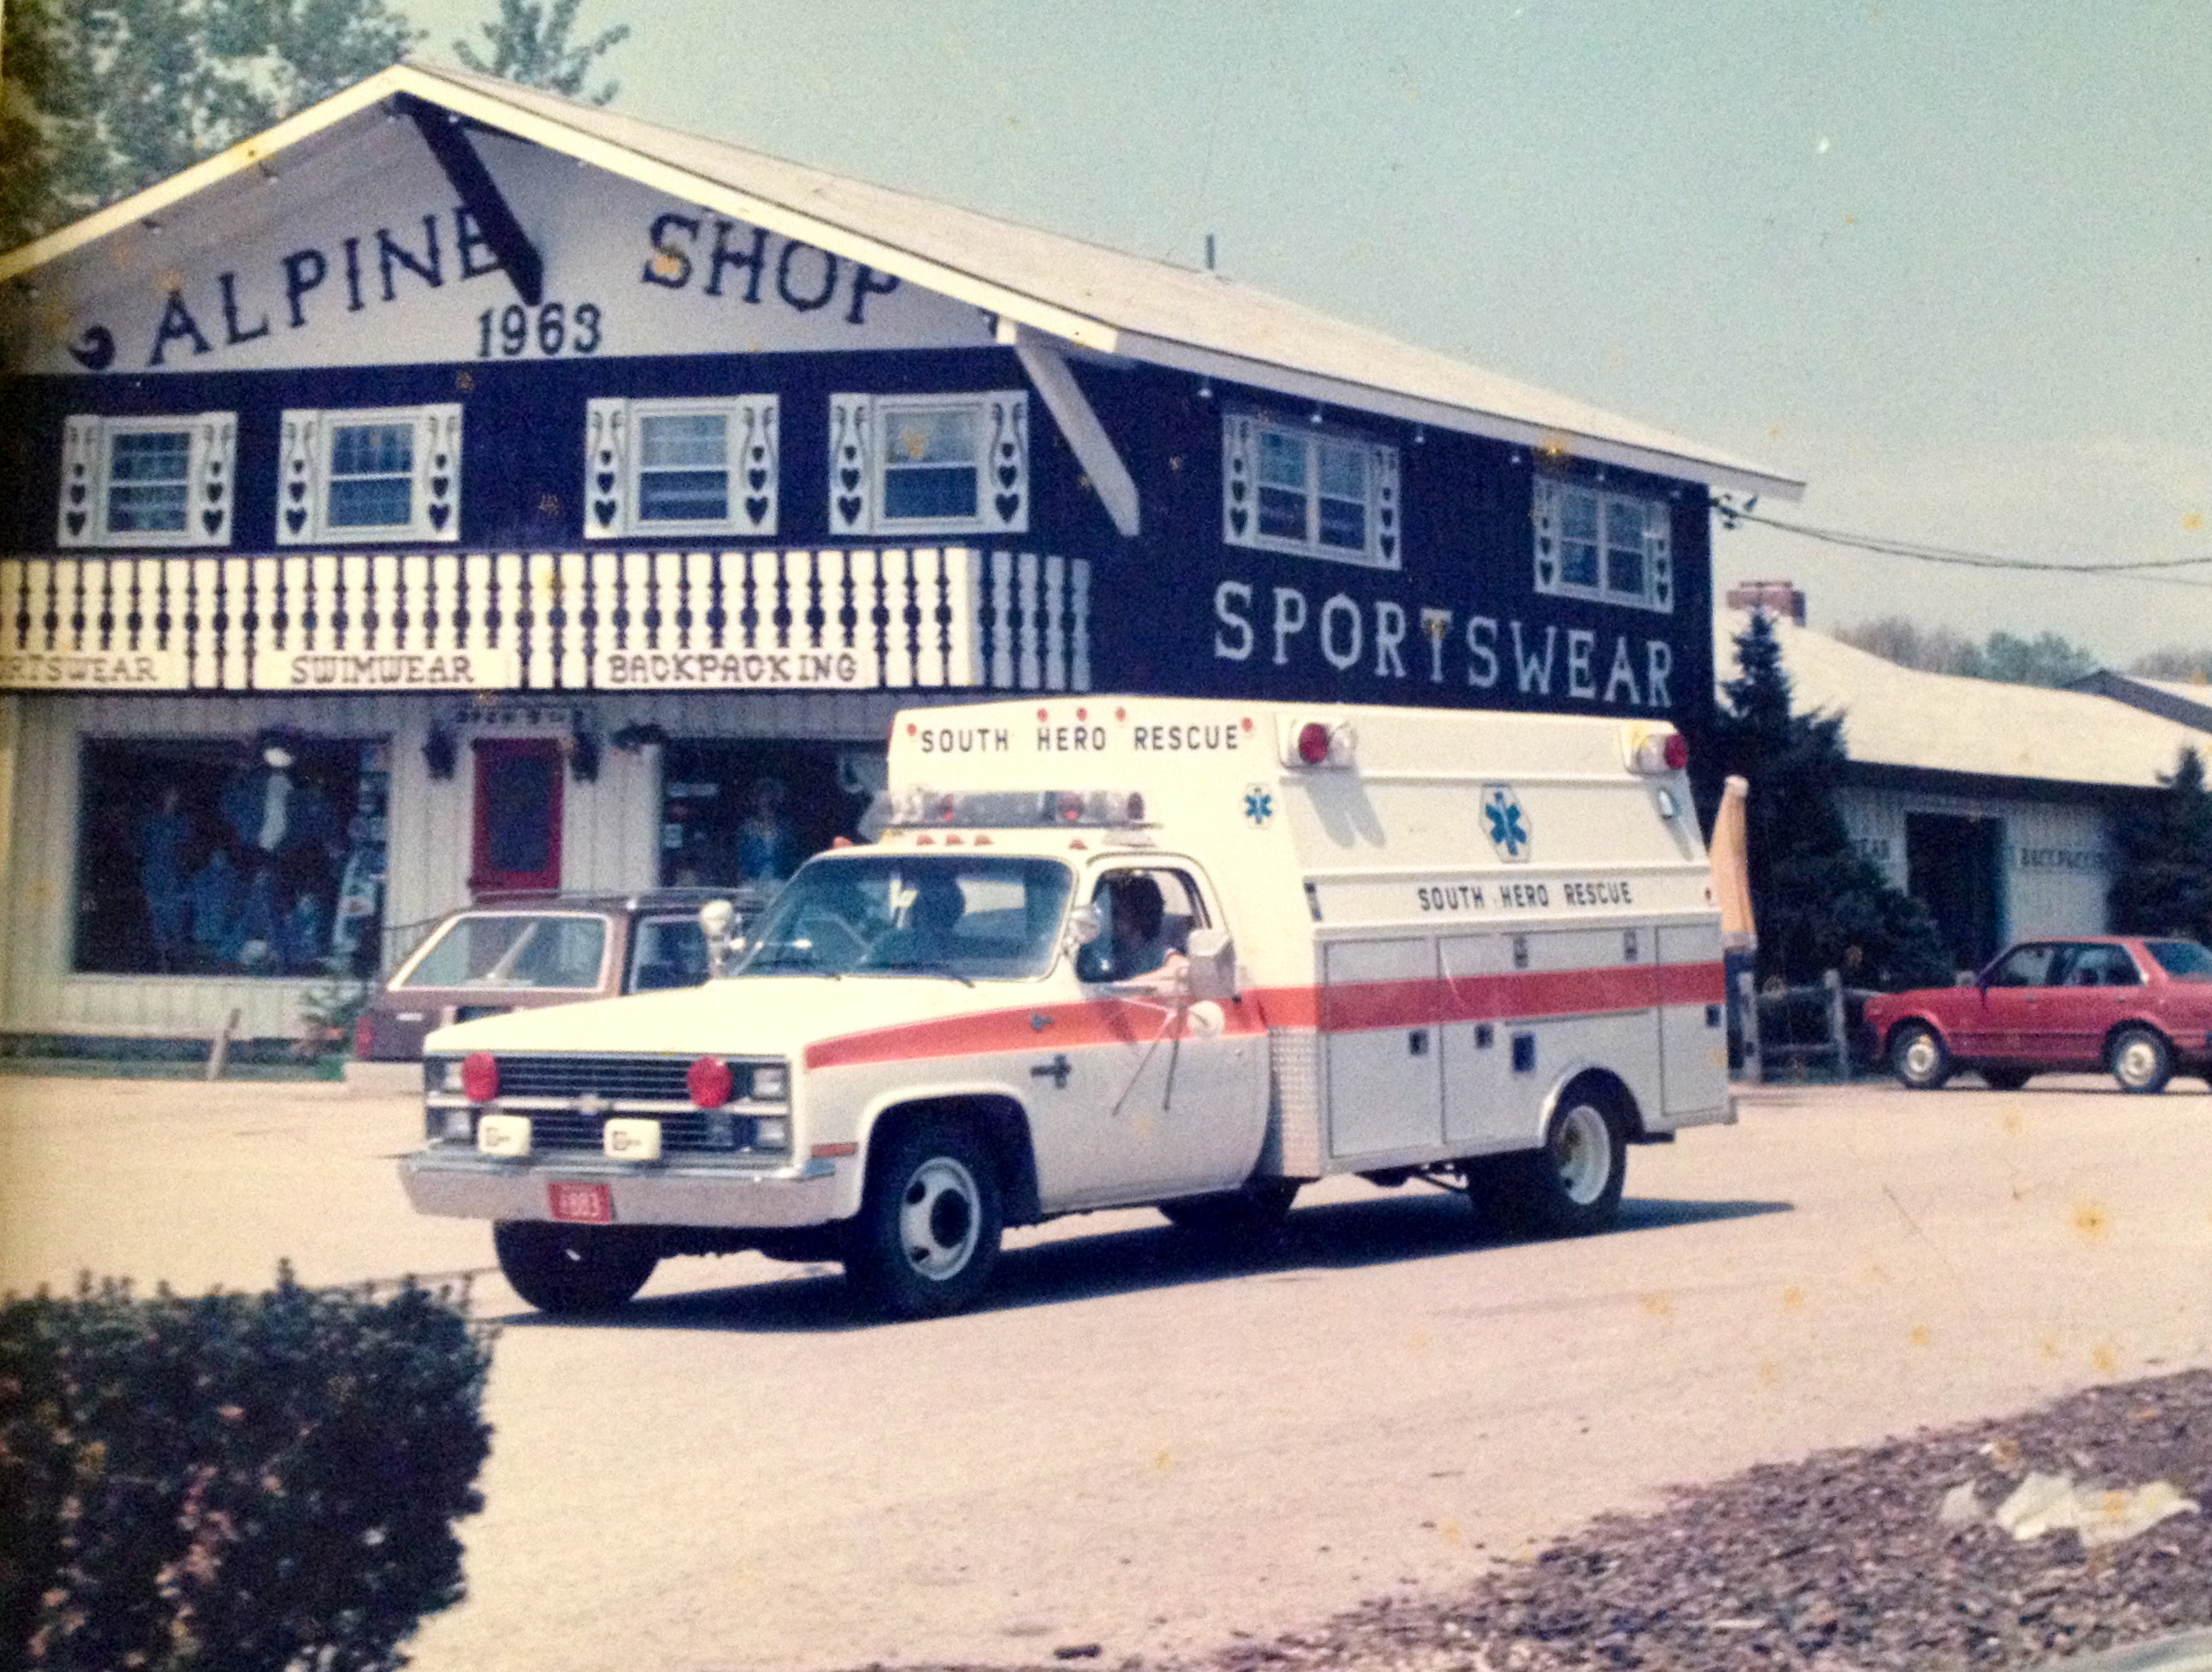 ALPINE SHOP
1963
RTSWEAR
SWIMWEAR
BACKPACKING
SPORTSWEAR
SOUTH HERO RESCUE
SOUTH HERO RESCUE